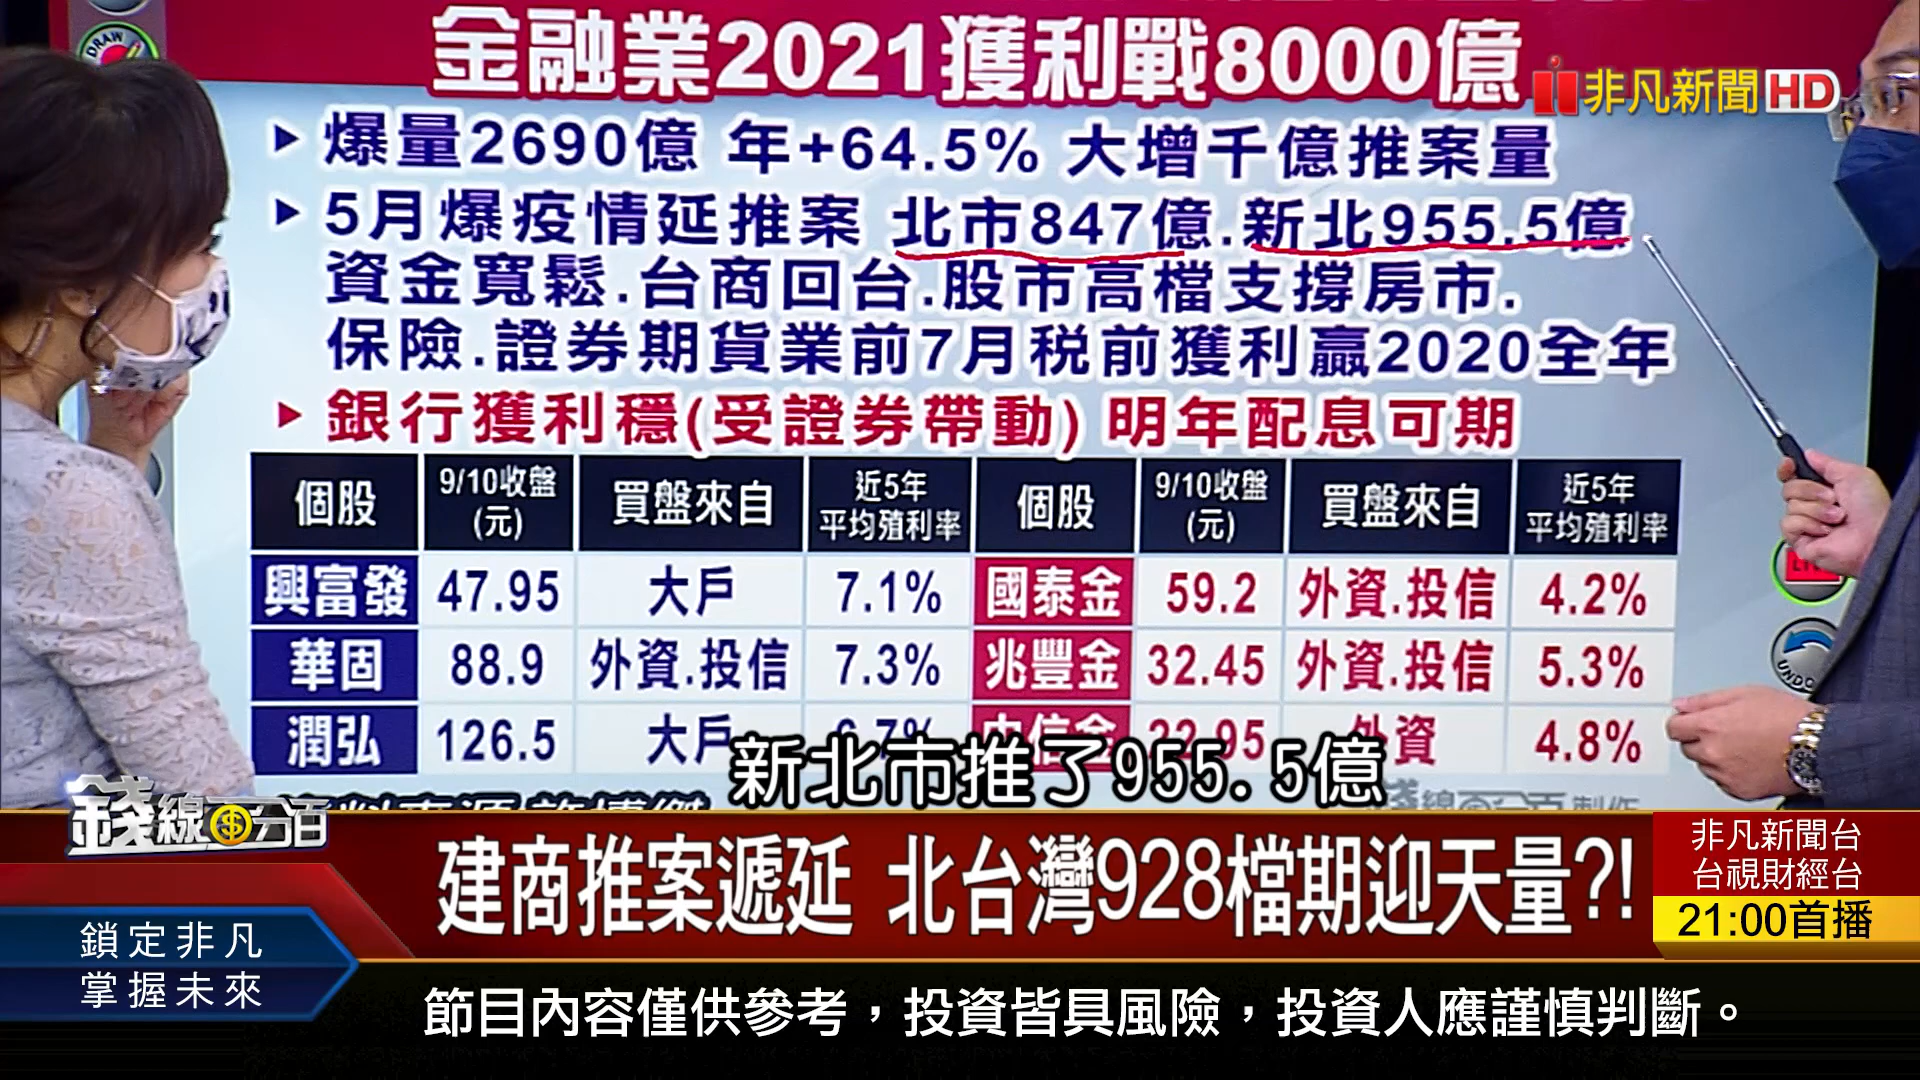 金融業2021獲利戰8000億
非凡新聞HD
DRAW
爆量2690億 年+64.5% 大增千億推案量
5月爆疫情延推案 北市847億.新北955.5億
資金寬鬆.台商回台.股市高檔支撐房市.
保險.證券期貨業前7月稅前獲利贏2020全年
銀行獲利穩(受證券帶動) 明年配息可期
個股 9/10收盤(元) 買盤來自 近5年平均殖利率 個股 9/10收盤(元) 買盤來自 近5年平均殖利率
興富發 47.95 大戶 7.1% 國泰金 59.2 外資.投信 4.2%
華固 88.9 外資.投信 7.3% 兆豐金 32.45 外資.投信 5.3%
潤弘 126.5 大戶 6.7% 中信金 22.95 外資 4.8%
UNDO
新北市推了955.5億
錢線百分百
建商推案遞延 北台灣928檔期迎天量?!
非凡新聞台
台視財經台
21:00首播
鎖定非凡
掌握未來
節目內容僅供參考，投資皆具風險，投資人應謹慎判斷。